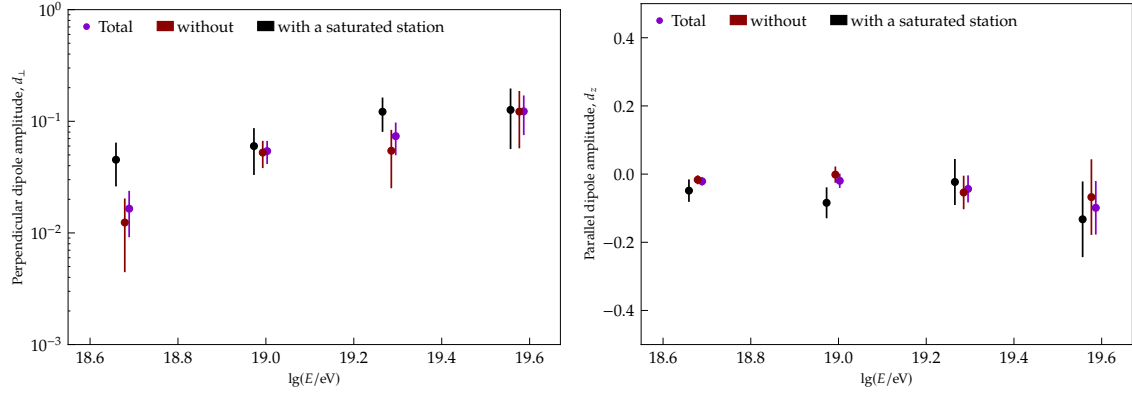 10⁰
Total without with a saturated station
10⁻¹
10⁻²
10⁻³
Perpendicular dipole amplitude, d⊥
18.6 18.8 19.0 19.2 19.4 19.6
lg(E/eV)
0.4
Total without with a saturated station
0.2
0.0
−0.2
−0.4
Parallel dipole amplitude, d_z
18.6 18.8 19.0 19.2 19.4 19.6
lg(E/eV)